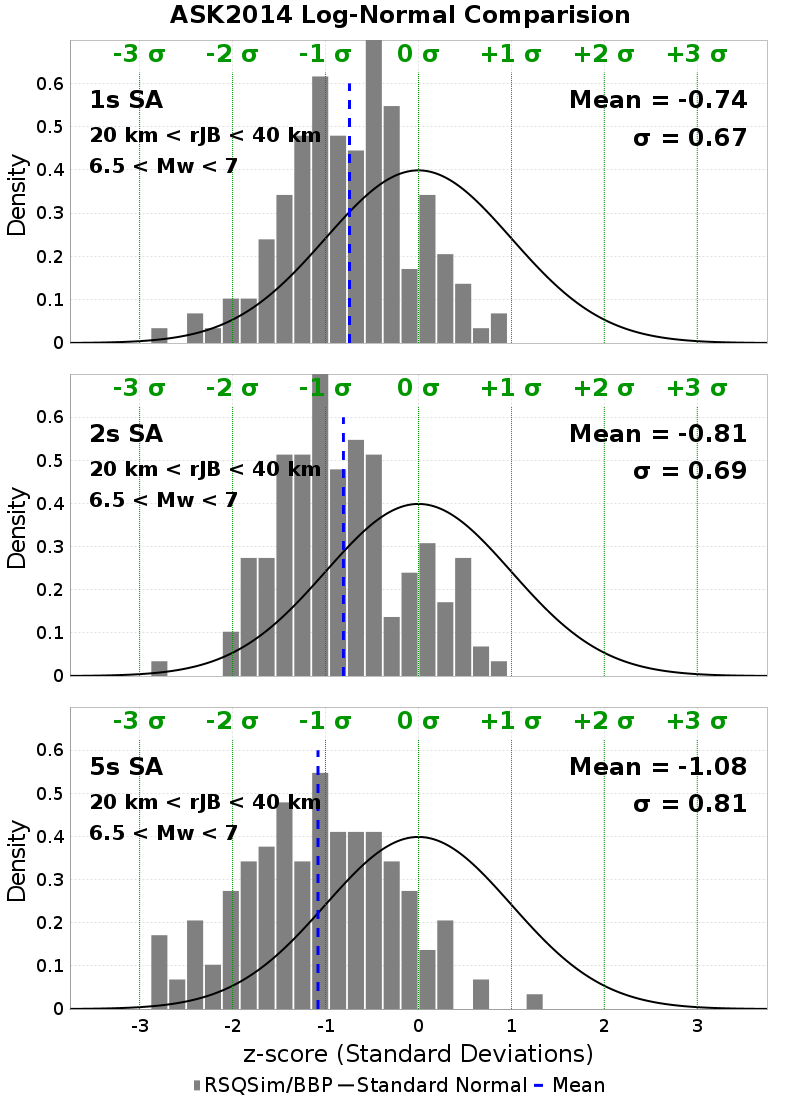 ASK2014 Log-Normal Comparision
-3 σ -2 σ -1 σ 0 σ +1 σ +2 σ +3 σ
1s SA
20 km < rJB < 40 km
6.5 < Mw < 7
Mean = -0.74
σ = 0.67
Density
0.6
0.5
0.4
0.3
0.2
0.1
0
-3 σ -2 σ -1 σ 0 σ +1 σ +2 σ +3 σ
2s SA
20 km < rJB < 40 km
6.5 < Mw < 7
Mean = -0.81
σ = 0.69
Density
0.6
0.5
0.4
0.3
0.2
0.1
0
-3 σ -2 σ -1 σ 0 σ +1 σ +2 σ +3 σ
5s SA
20 km < rJB < 40 km
6.5 < Mw < 7
Mean = -1.08
σ = 0.81
Density
0.6
0.5
0.4
0.3
0.2
0.1
0
-3 -2 -1 0 1 2 3
z-score (Standard Deviations)
RSQSim/BBP Standard Normal Mean